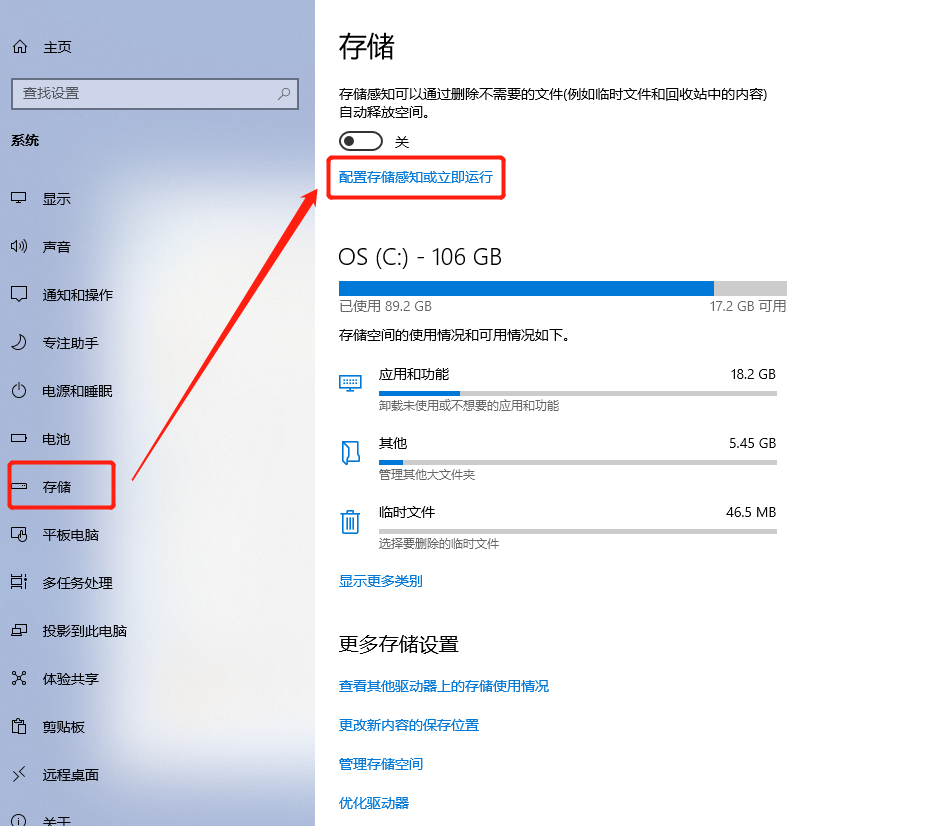 主页
查找设置
系统
显示
声音
通知和操作
专注助手
电源和睡眠
电池
存储
平板电脑
多任务处理
投影到此电脑
体验共享
剪贴板
远程桌面
关于
存储
存储感知可以通过删除不需要的文件(例如临时文件和回收站中的内容)
自动释放空间。
关
配置存储感知或立即运行
OS (C:) - 106 GB
已使用 89.2 GB
17.2 GB 可用
存储空间的使用情况和可用情况如下。
应用和功能
18.2 GB
卸载未使用或不想要的应用和功能
其他
5.45 GB
管理其他大文件夹
临时文件
46.5 MB
选择要删除的临时文件
显示更多类别
更多存储设置
查看其他驱动器上的存储使用情况
更改新内容的保存位置
管理存储空间
优化驱动器